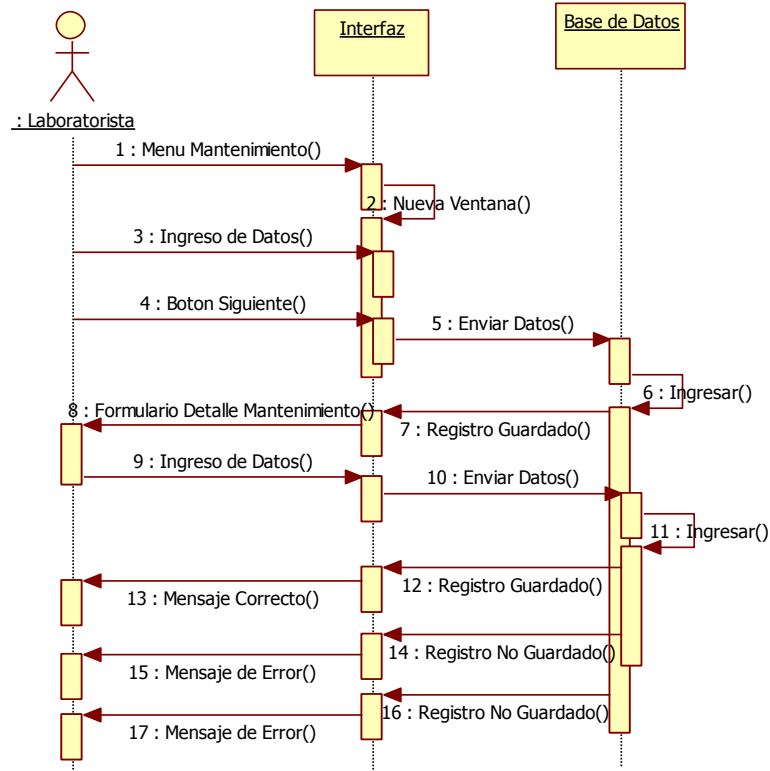 Interfaz
Base de Datos
: Laboratorista
1 : Menu Mantenimiento()
2 : Nueva Ventana()
3 : Ingreso de Datos()
4 : Boton Siguiente()
5 : Enviar Datos()
6 : Ingresar()
8 : Formulario Detalle Mantenimiento()
7 : Registro Guardado()
9 : Ingreso de Datos()
10 : Enviar Datos()
11 : Ingresar()
12 : Registro Guardado()
13 : Mensaje Correcto()
14 : Registro No Guardado()
15 : Mensaje de Error()
16 : Registro No Guardado()
17 : Mensaje de Error()